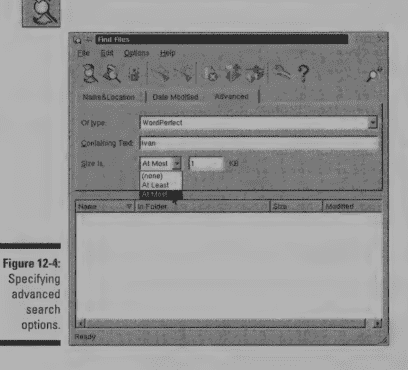 Find Files
File Edit Options Help
Name&Location Date Modified Advanced
Of type: WordPerfect
Containing Text: ivan
Size is: At Most 1 KB
(none)
At Least
At Most
Name In Folder Size Modified
Ready
Figure 12-4:
Specifying
advanced
search
options.